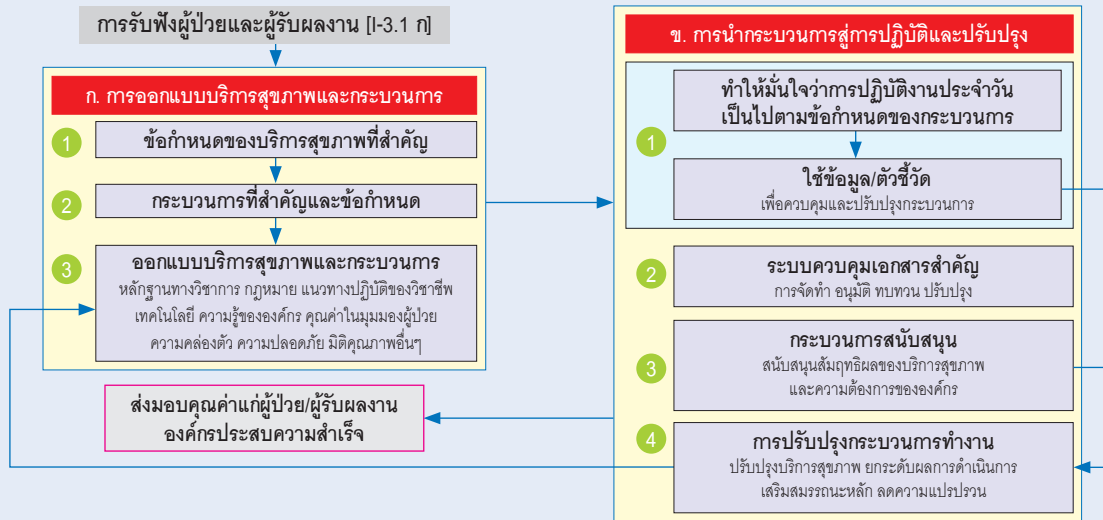 การรับฟังผู้ป่วยและผู้รับผลงาน [I-3.1 ก]
ก. การออกแบบบริการสุขภาพและกระบวนการ
1 ข้อกำหนดของบริการสุขภาพที่สำคัญ
2 กระบวนการที่สำคัญและข้อกำหนด
3 ออกแบบบริการสุขภาพและกระบวนการ
หลักฐานทางวิชาการ กฎหมาย แนวทางปฏิบัติของวิชาชีพ
เทคโนโลยี ความรู้ขององค์กร คุณค่าในมุมมองผู้ป่วย
ความคล่องตัว ความปลอดภัย มิติคุณภาพอื่นๆ
ส่งมอบคุณค่าแก่ผู้ป่วย/ผู้รับผลงาน
องค์กรประสบความสำเร็จ
ข. การนำกระบวนการสู่การปฏิบัติและปรับปรุง
1
ทำให้มั่นใจว่าการปฏิบัติงานประจำวัน
เป็นไปตามข้อกำหนดของกระบวนการ
ใช้ข้อมูล/ตัวชี้วัด
เพื่อควบคุมและปรับปรุงกระบวนการ
2 ระบบควบคุมเอกสารสำคัญ
การจัดทำ อนุมัติ ทบทวน ปรับปรุง
3 กระบวนการสนับสนุน
สนับสนุนสัมฤทธิผลของบริการสุขภาพ
และความต้องการขององค์กร
4 การปรับปรุงกระบวนการทำงาน
ปรับปรุงบริการสุขภาพ ยกระดับผลการดำเนินการ
เสริมสมรรถนะหลัก ลดความแปรปรวน